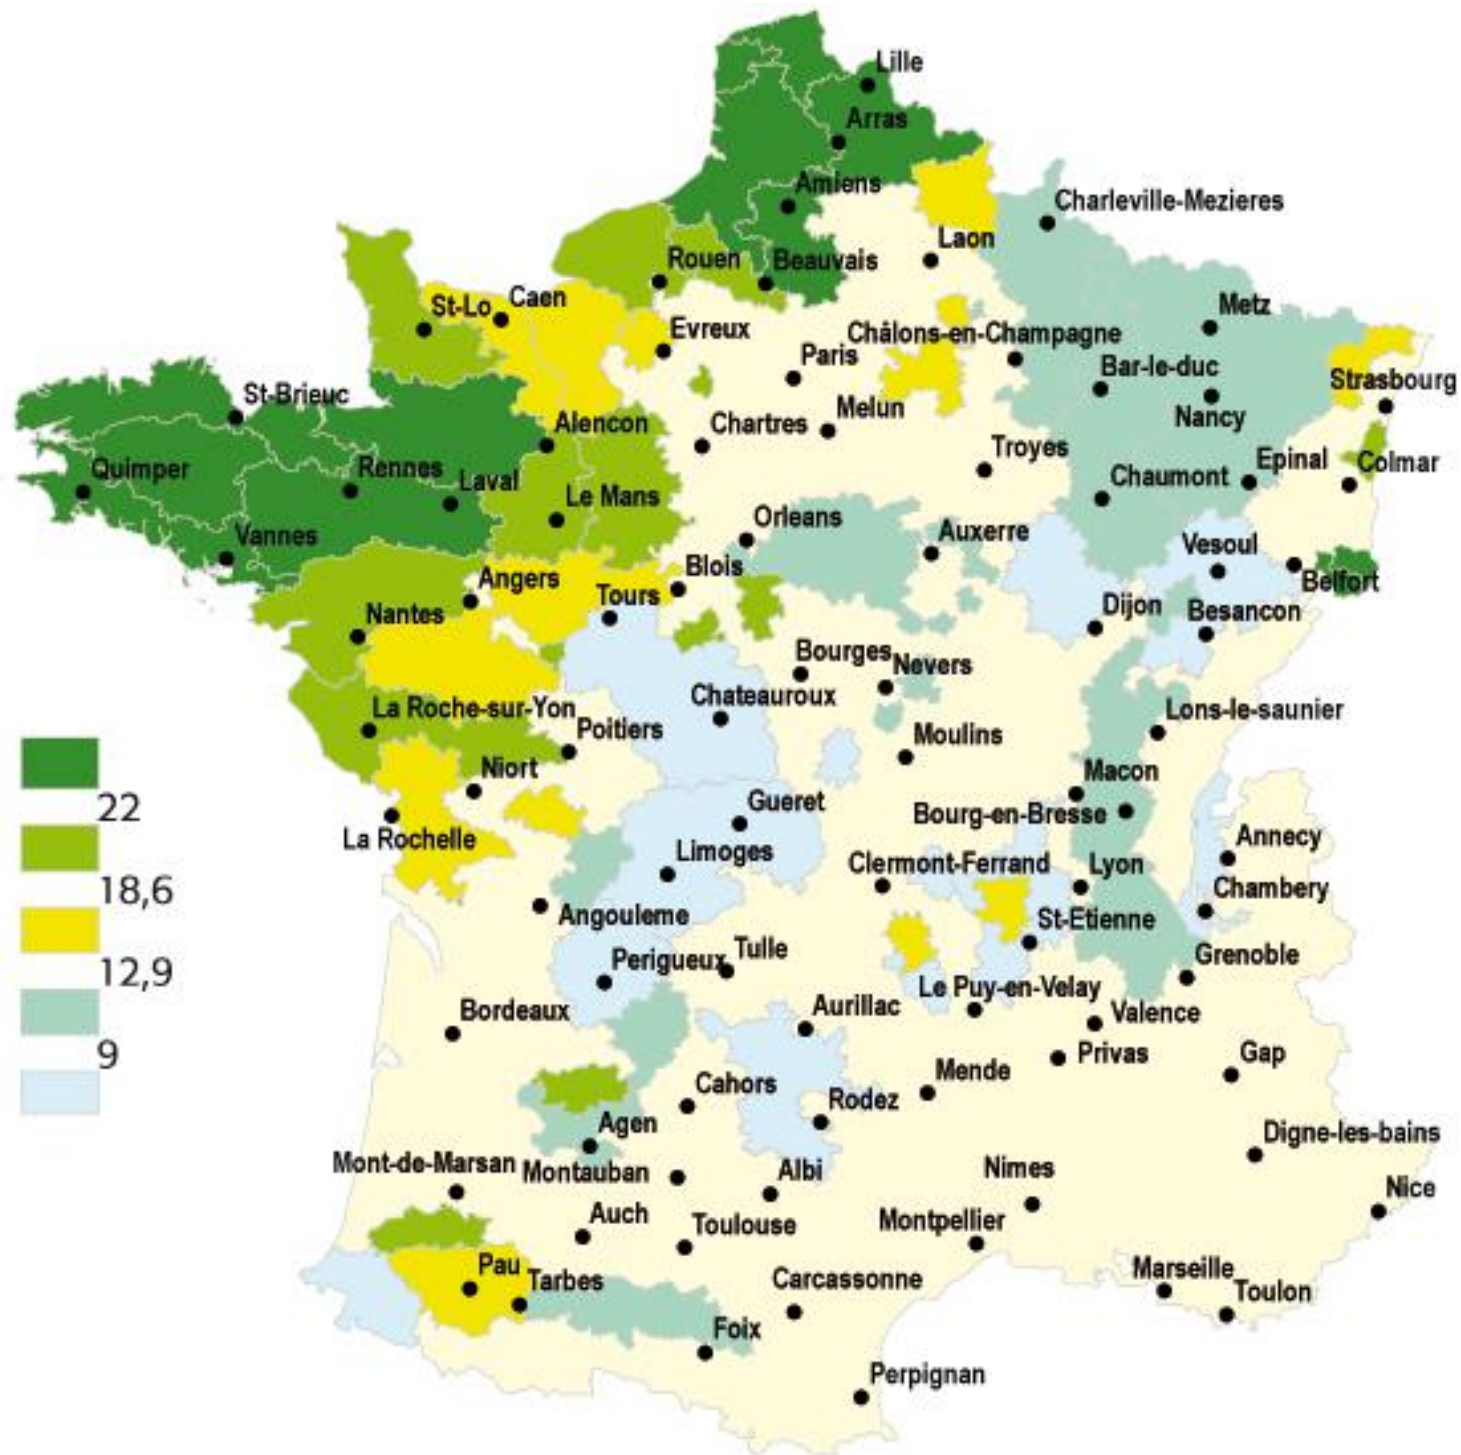 Lille
Arras
Amiens
Charleville-Mezieres
Laon
Rouen
Beauvais
St-Lo
Caen
Metz
Evreux
Châlons-en-Champagne
Paris
Bar-le-duc
Strasbourg
St-Brieuc
Melun
Nancy
Alencon
Chartres
Troyes
Epinal
Colmar
Quimper
Rennes
Laval
Chaumont
Le Mans
Orleans
Auxerre
Vannes
Vesoul
Angers
Blois
Belfort
Tours
Dijon
Besancon
Nantes
Bourges
Nevers
Chateauroux
La Roche-sur-Yon
Lons-le-saunier
Poitiers
Moulins
Niort
Macon
22
Gueret
Bourg-en-Bresse
La Rochelle
Annecy
Limoges
Clermont-Ferrand
Lyon
18,6
Chambery
Angouleme
St-Etienne
Perigueux
Tulle
Grenoble
12,9
Le Puy-en-Velay
Bordeaux
Aurillac
Valence
9
Privas
Gap
Cahors
Mende
Rodez
Agen
Digne-les-bains
Mont-de-Marsan
Montauban
Albi
Nimes
Nice
Auch
Toulouse
Montpellier
Pau
Tarbes
Carcassonne
Marseille
Toulon
Foix
Perpignan